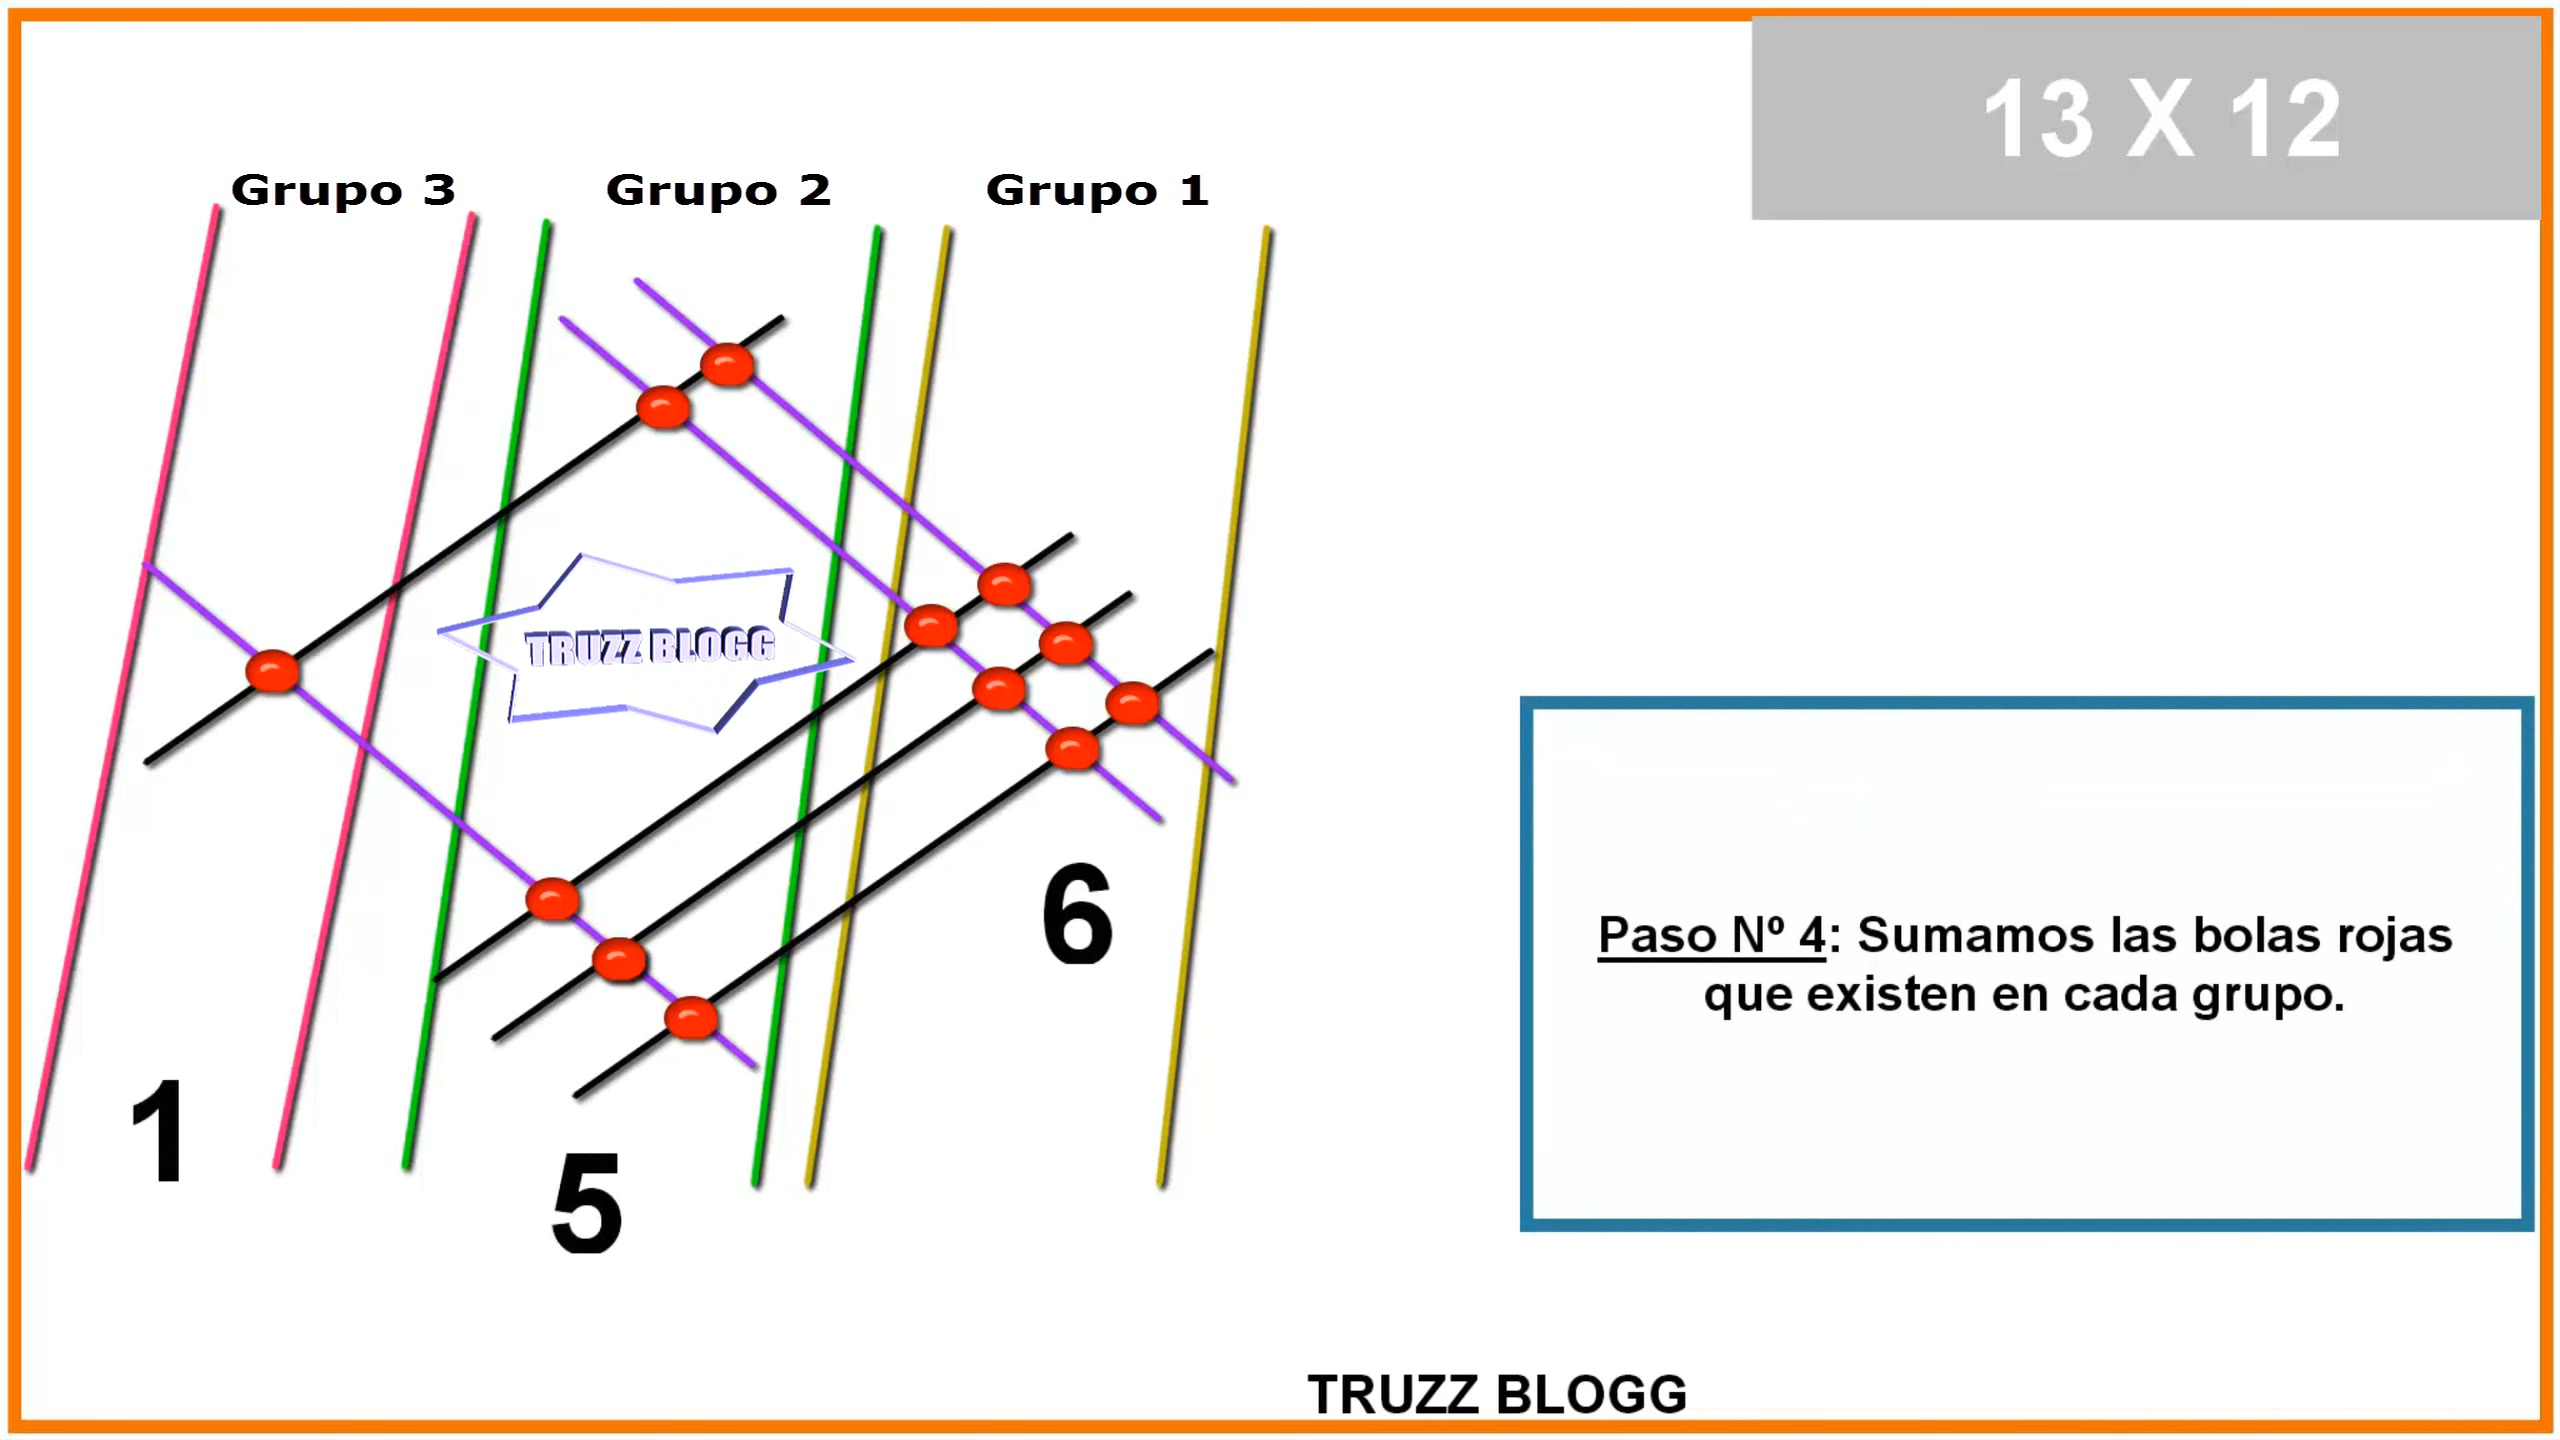 13 X 12
Grupo 3 Grupo 2 Grupo 1
TRUZZ BLOGG
6
1
5
Paso Nº 4: Sumamos las bolas rojas
que existen en cada grupo.
TRUZZ BLOGG